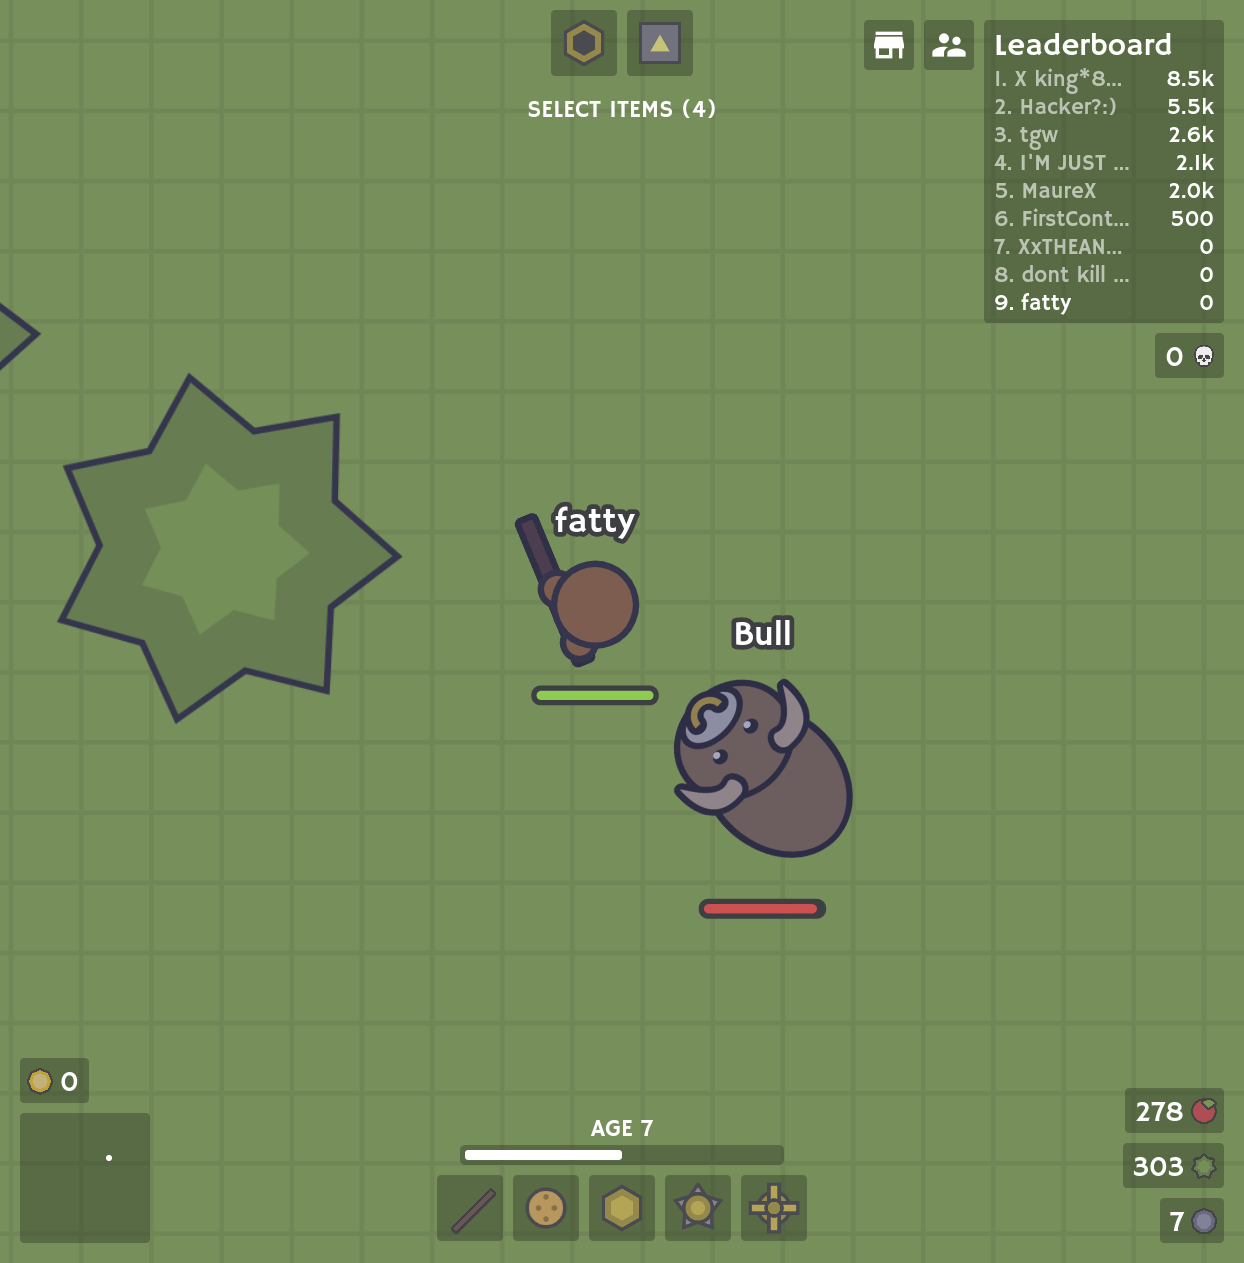 SELECT ITEMS (4)
Leaderboard
1. X king*8... 8.5k
2. Hacker?:) 5.5k
3. tgw 2.6k
4. I'M JUST ... 2.1k
5. MaureX 2.0k
6. FirstCont... 500
7. XxTHEAN... 0
8. dont kill ... 0
9. fatty 0
0
fatty
Bull
0
AGE 7
278
303
7